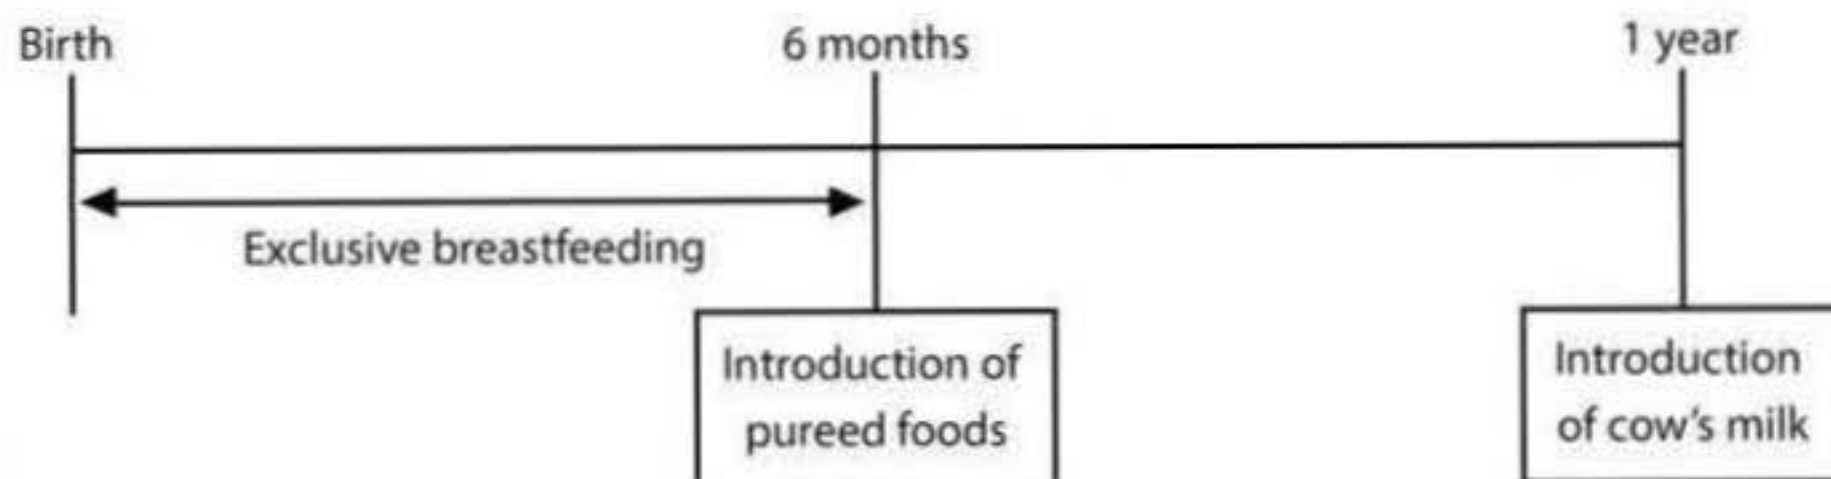 Birth
6 months
1 year
Exclusive breastfeeding
Introduction of
pureed foods
Introduction
of cow's milk